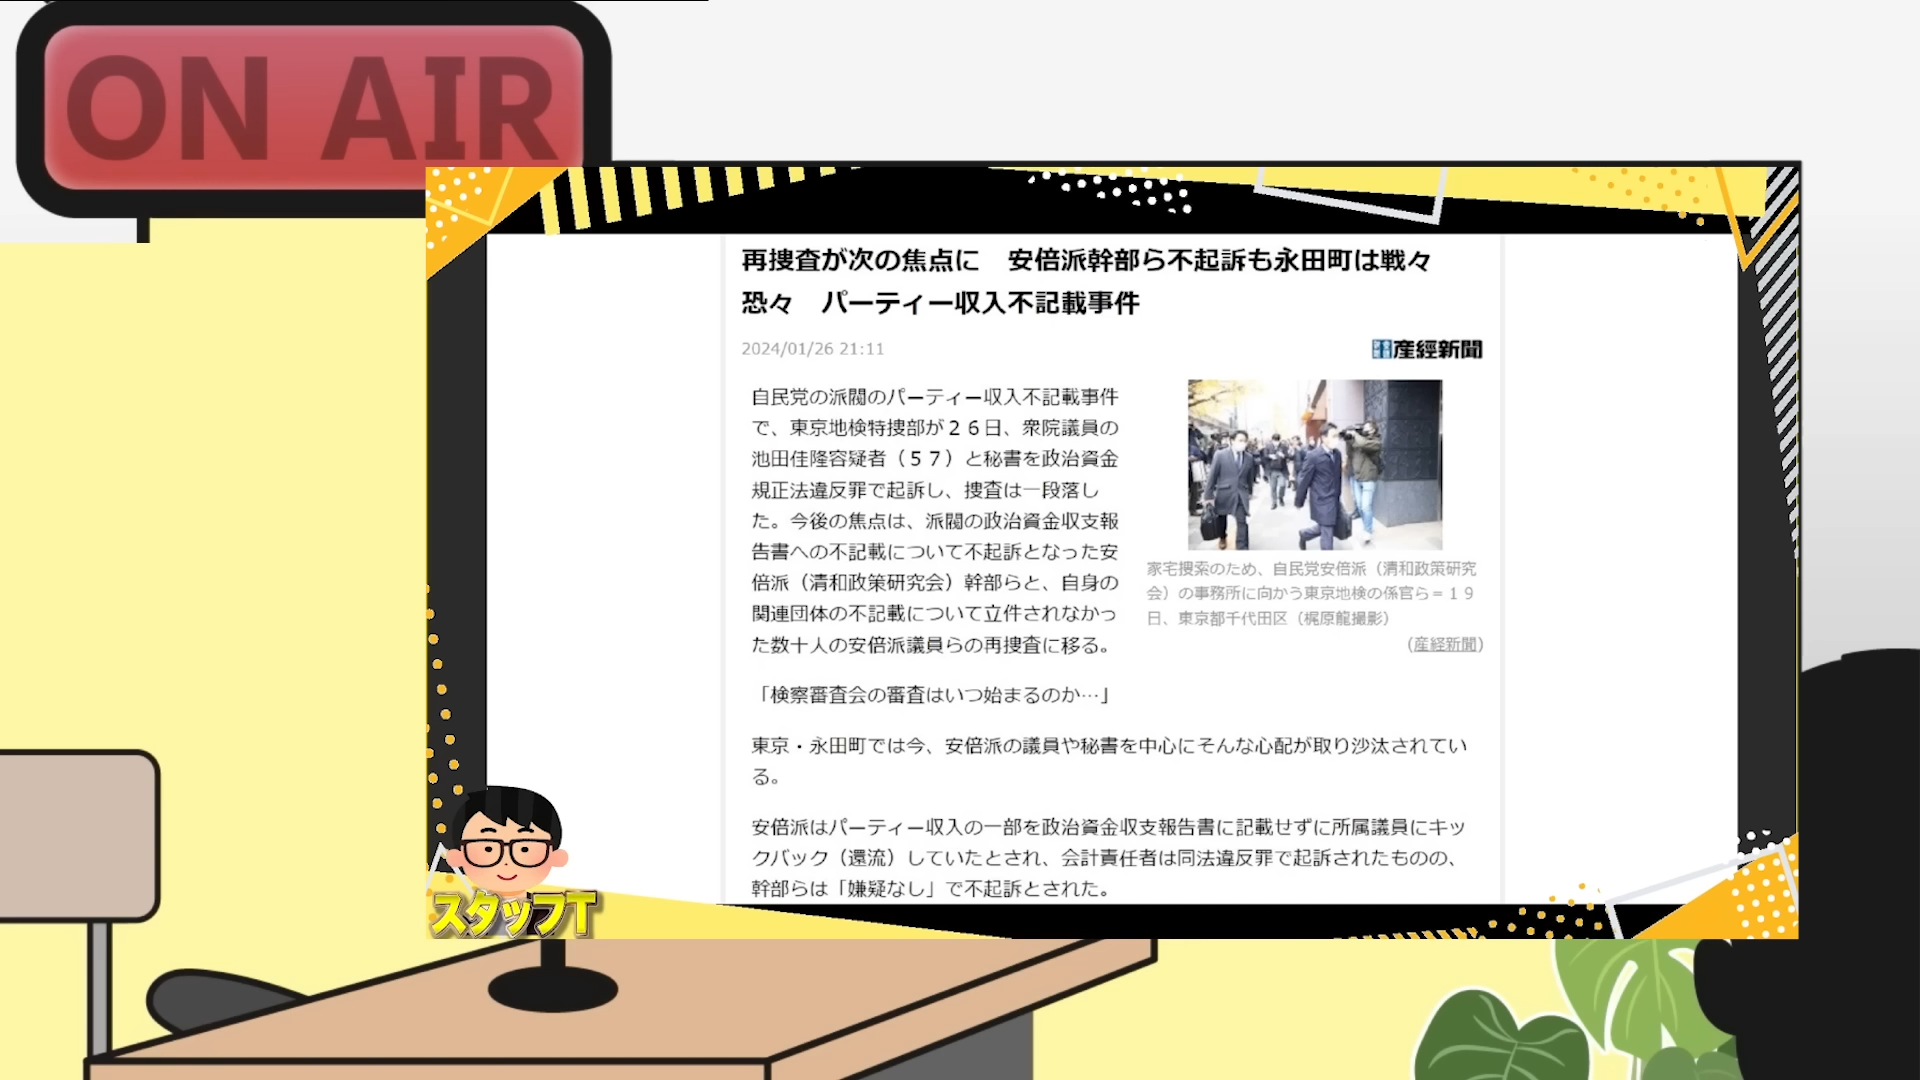 ON AIR
再捜査が次の焦点に　安倍派幹部ら不起訴も永田町は戦々
恐々　パーティー収入不記載事件
2024/01/26 21:11
産経新聞
自民党の派閥のパーティー収入不記載事件
で、東京地検特捜部が２６日、衆院議員の
池田佳隆容疑者（５７）と秘書を政治資金
規正法違反罪で起訴し、捜査は一段落し
た。今後の焦点は、派閥の政治資金収支報
告書への不記載について不起訴となった安
倍派（清和政策研究会）幹部らと、自身の
関連団体の不記載について立件されなかっ
た数十人の安倍派議員らの再捜査に移る。
家宅捜索のため、自民党安倍派（清和政策研究
会）の事務所に向かう東京地検の係官ら＝１９
日、東京都千代田区（梶原龍撮影）
（産経新聞）
「検察審査会の審査はいつ始まるのか…」
東京・永田町では今、安倍派の議員や秘書を中心にそんな心配が取り沙汰されてい
る。
安倍派はパーティー収入の一部を政治資金収支報告書に記載せずに所属議員にキッ
クバック（還流）していたとされ、会計責任者は同法違反罪で起訴されたものの、
幹部らは「嫌疑なし」で不起訴とされた。
スタッフT